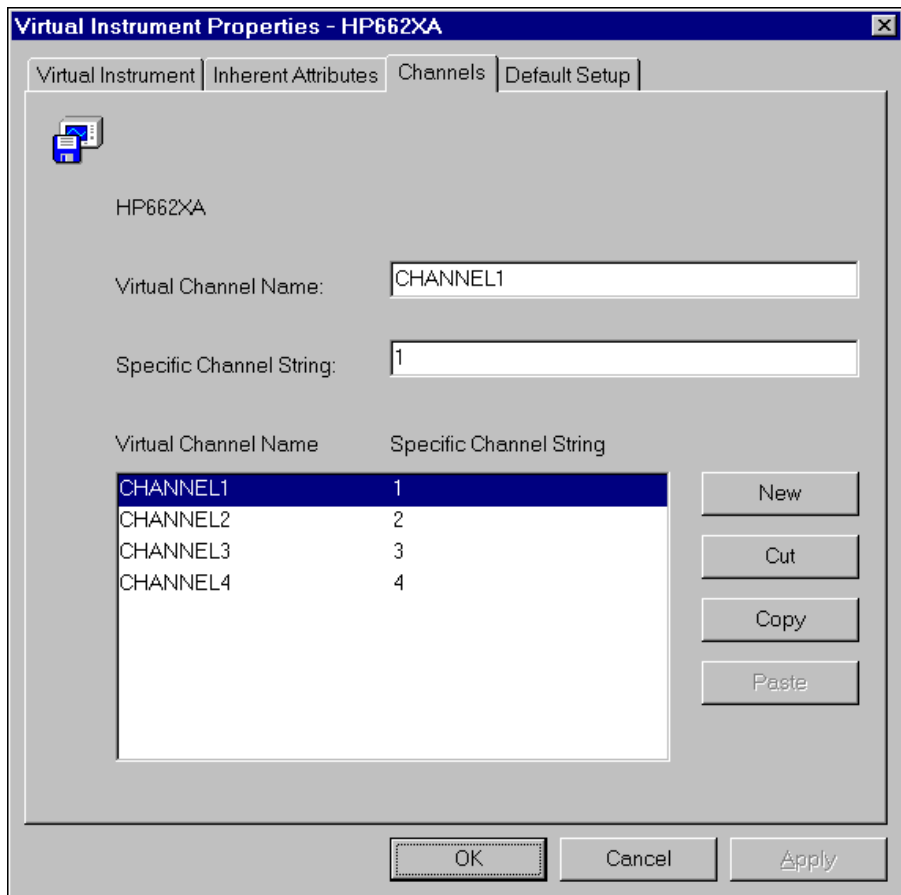 Virtual Instrument Properties - HP662XA
Virtual Instrument Inherent Attributes Channels Default Setup
HP662XA
Virtual Channel Name: CHANNEL1
Specific Channel String: 1
Virtual Channel Name Specific Channel String
CHANNEL1 1
CHANNEL2 2
CHANNEL3 3
CHANNEL4 4
New
Cut
Copy
Paste
OK Cancel Apply